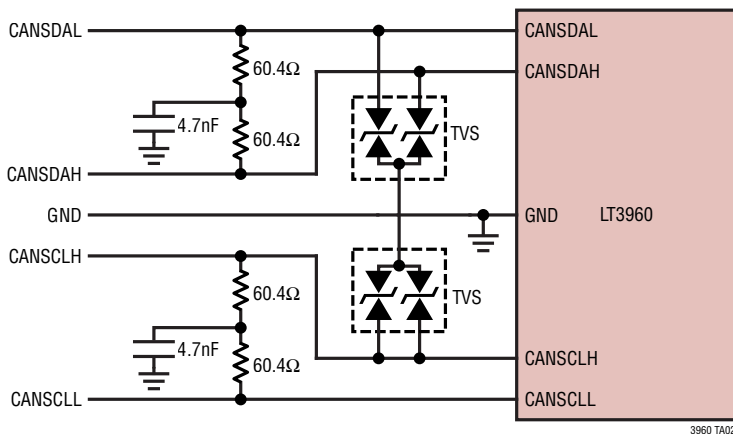 CANSDAL
60.4Ω
4.7nF
60.4Ω
CANSDAH
GND
CANSCLH
60.4Ω
4.7nF
60.4Ω
CANSCLL
TVS
TVS
CANSDAL
CANSDAH
GND
LT3960
CANSCLH
CANSCLL
3960 TA02